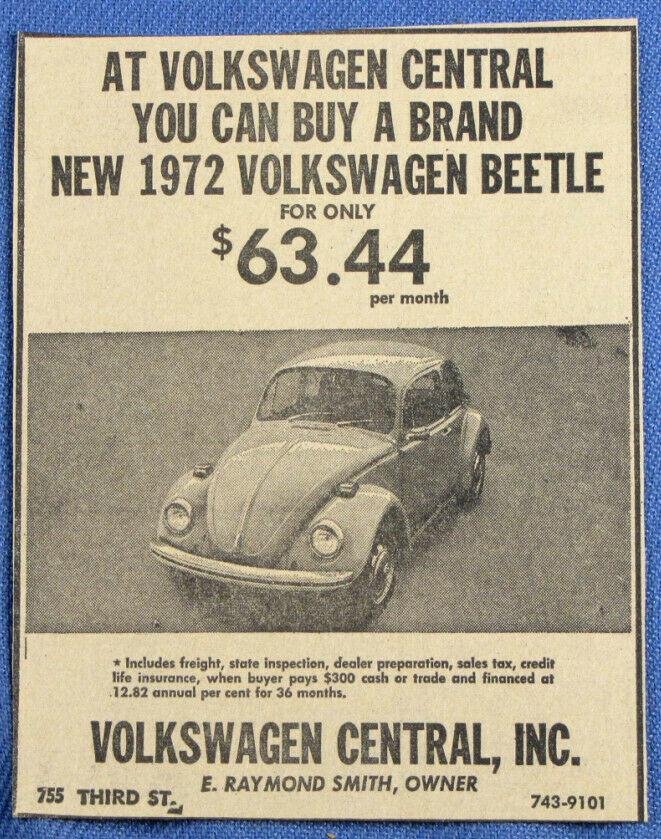 AT VOLKSWAGEN CENTRAL
YOU CAN BUY A BRAND
NEW 1972 VOLKSWAGEN BEETLE
FOR ONLY
$63.44
per month
★ Includes freight, state inspection, dealer preparation, sales tax, credit
life insurance, when buyer pays $300 cash or trade and financed at
12.82 annual per cent for 36 months.
VOLKSWAGEN CENTRAL, INC.
E. RAYMOND SMITH, OWNER
755 THIRD ST.
743-9101